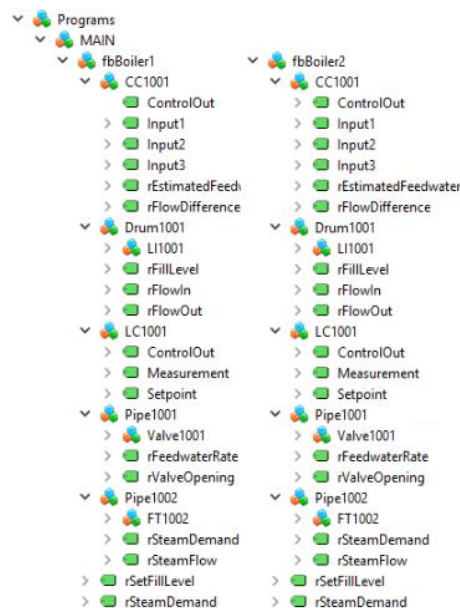 Programs
MAIN
fbBoiler1
CC1001
ControlOut
Input1
Input2
Input3
rEstimatedFeedw
rFlowDifference
Drum1001
LI1001
rFillLevel
rFlowIn
rFlowOut
LC1001
ControlOut
Measurement
Setpoint
Pipe1001
Valve1001
rFeedwaterRate
rValveOpening
Pipe1002
FT1002
rSteamDemand
rSteamFlow
rSetFillLevel
rSteamDemand
fbBoiler2
CC1001
ControlOut
Input1
Input2
Input3
rEstimatedFeedwater
rFlowDifference
Drum1001
LI1001
rFillLevel
rFlowIn
rFlowOut
LC1001
ControlOut
Measurement
Setpoint
Pipe1001
Valve1001
rFeedwaterRate
rValveOpening
Pipe1002
FT1002
rSteamDemand
rSteamFlow
rSetFillLevel
rSteamDemand